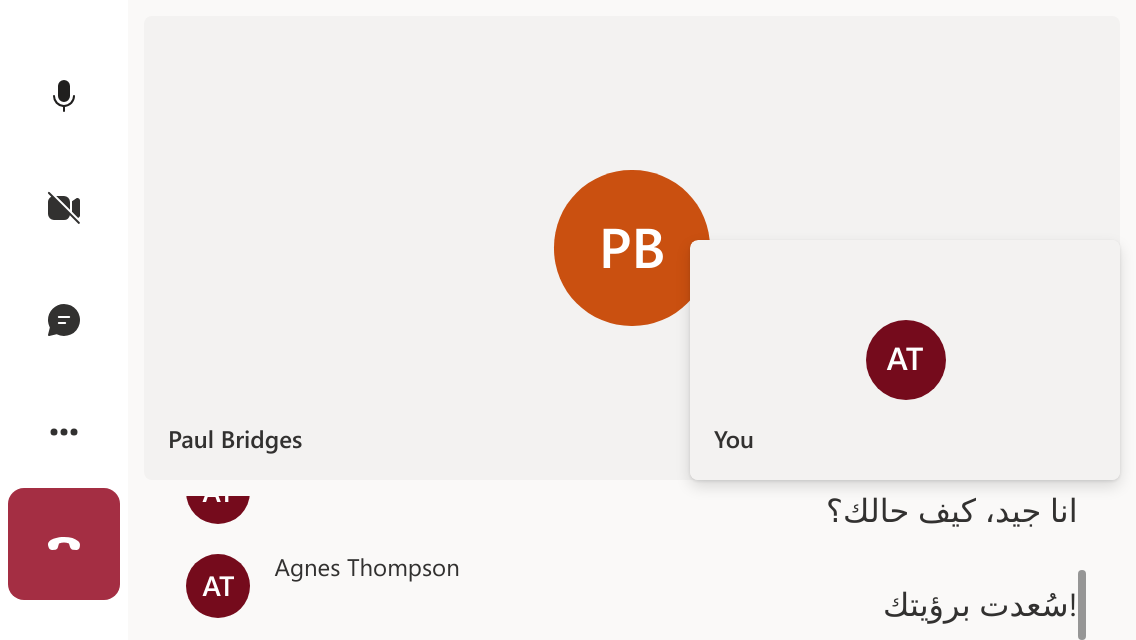 PB
AT
Paul Bridges
You
AT
انا جيد، كيف حالك؟
AT
Agnes Thompson
سُعدت برؤيتك!